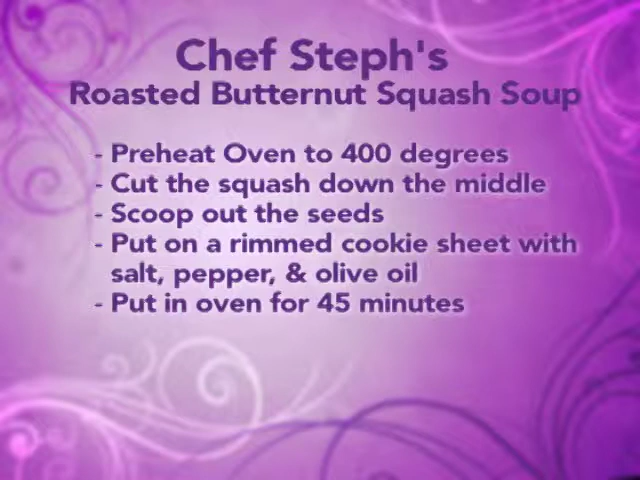 Chef Steph's
Roasted Butternut Squash Soup
- Preheat Oven to 400 degrees
- Cut the squash down the middle
- Scoop out the seeds
- Put on a rimmed cookie sheet with
salt, pepper, & olive oil
- Put in oven for 45 minutes